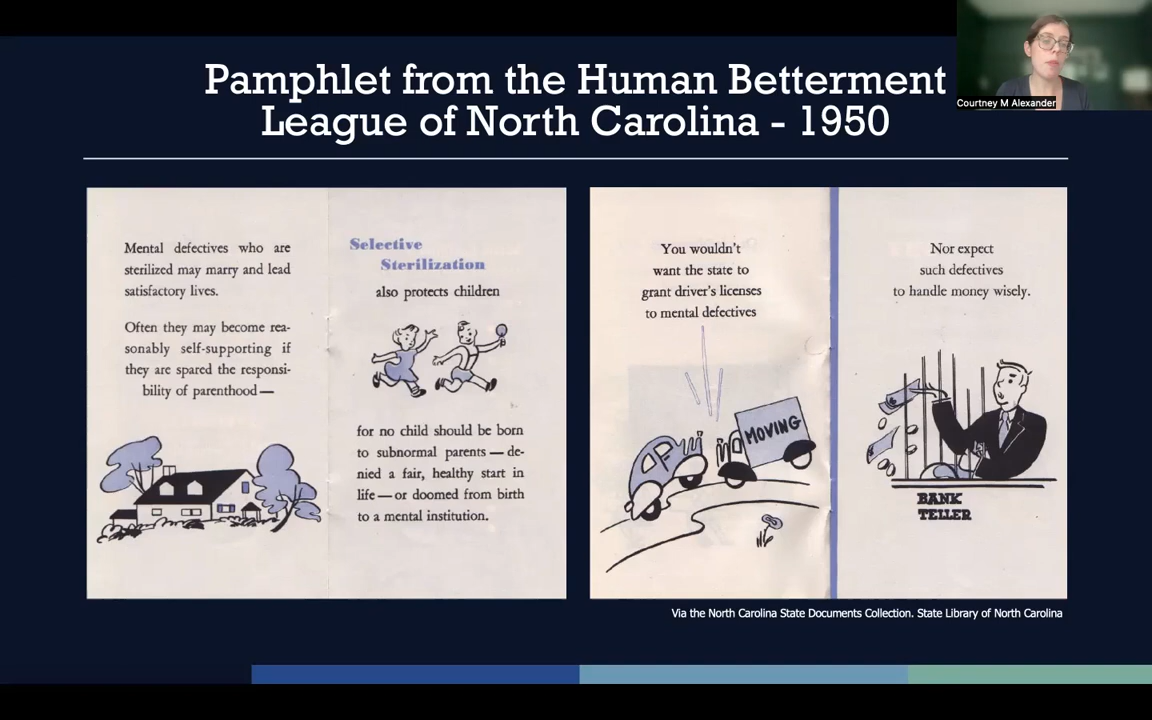 Pamphlet from the Human Betterment
League of North Carolina - 1950
Courtney M Alexander
Mental defectives who are
sterilized may marry and lead
satisfactory lives.
Often they may become rea-
sonably self-supporting if
they are spared the responsi-
bility of parenthood —
Selective
Sterilization
also protects children
for no child should be born
to subnormal parents — de-
nied a fair, healthy start in
life — or doomed from birth
to a mental institution.
You wouldn't
want the state to
grant driver's licenses
to mental defectives
MOVING
Nor expect
such defectives
to handle money wisely.
BANK
TELLER
Via the North Carolina State Documents Collection. State Library of North Carolina